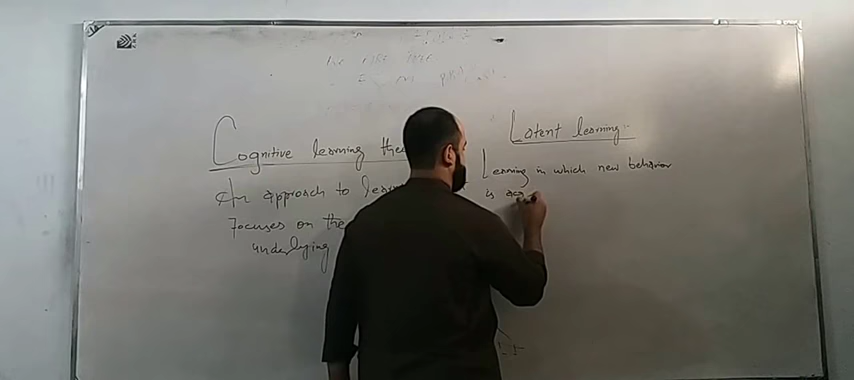 Cognitive learning the
An approach to lear
Focuses on the
underlying
Latent learning:
Learning in which new behavior
is acq